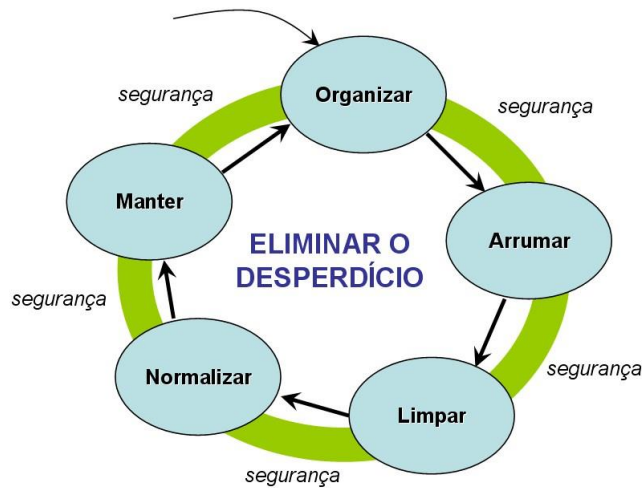 Organizar
segurança
segurança
Manter
Arrumar
ELIMINAR O
DESPERDÍCIO
segurança
Normalizar
segurança
Limpar
segurança